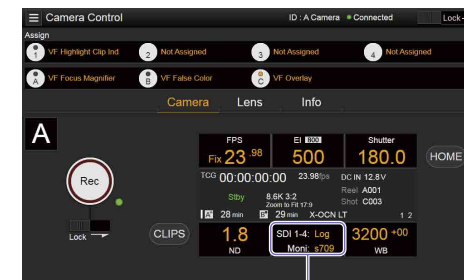 ☰ Camera Control ID : A Camera Connected Lock
Assign
1 VF Highlight Clip Ind 2 Not Assigned 3 Not Assigned 4 Not Assigned
A VF Focus Magnifier B VF False Color C VF Overlay
Camera Lens Info
A
FPS EI 800 Shutter
Fix 23 .98 500 180.0 HOME
TCG 00:00:00:00 23.98fps DC IN 12.8V
Rec
Stby 8.6K 3:2 Reel A001
Zoom to Fit 17:9 Shot C003
A 28 min B 29 min X-OCN LT 1 2
Lock CLIPS 1.8 SDI 1-4: Log 3200 +00
ND Moni: s709 WB